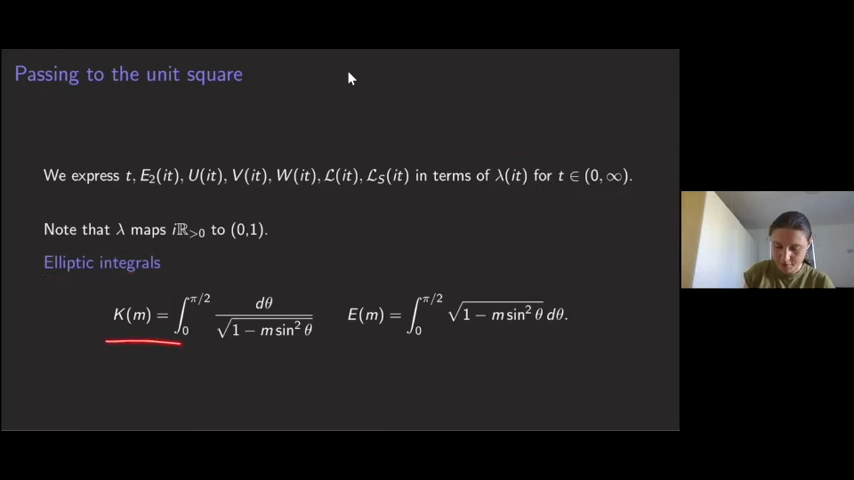 Passing to the unit square
We express t, E₂(it), U(it), V(it), W(it), ℒ(it), ℒ_S(it) in terms of λ(it) for t ∈ (0, ∞).
Note that λ maps iℝ_{>0} to (0,1).
Elliptic integrals
K(m) = ∫_0^{π/2} dθ / √(1 − m sin² θ)    E(m) = ∫_0^{π/2} √(1 − m sin² θ) dθ.